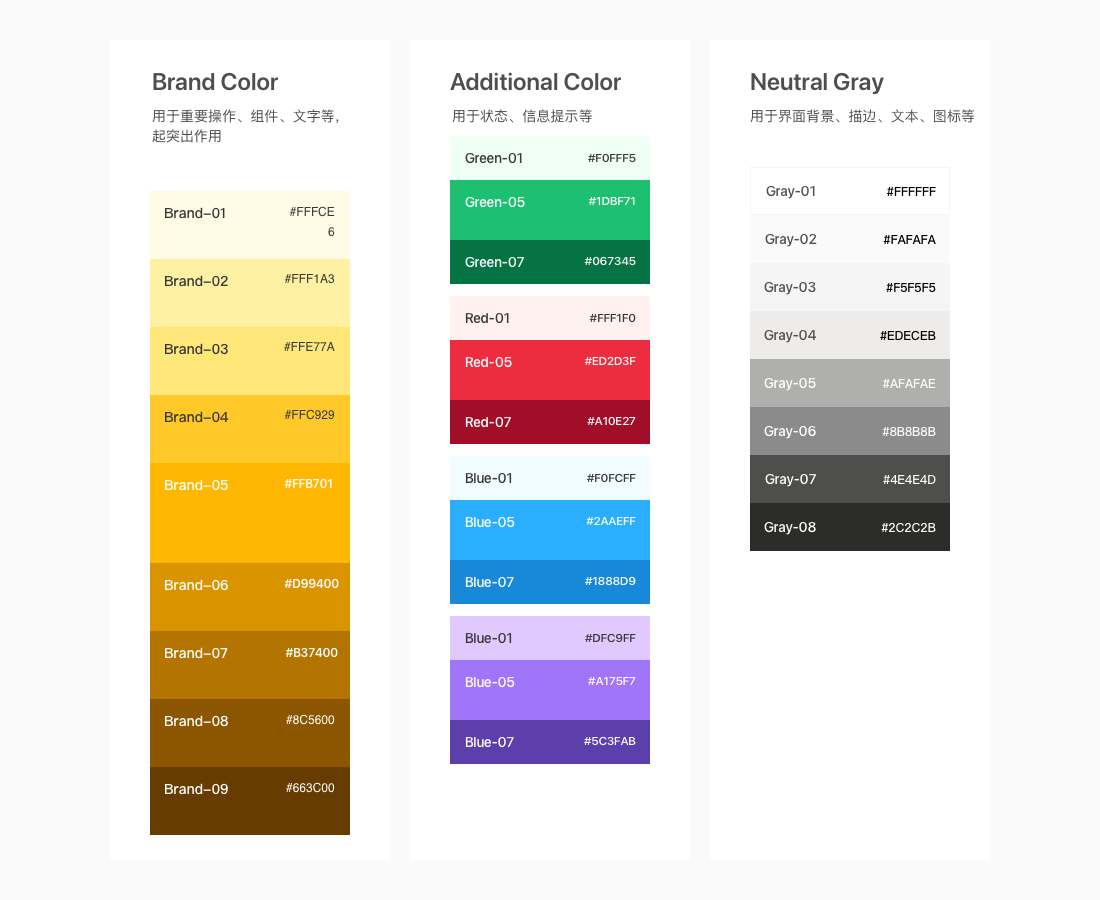 Brand Color
用于重要操作、组件、文字等,
起突出作用
Brand–01 #FFFCE
6
Brand–02 #FFF1A3
Brand–03 #FFE77A
Brand–04 #FFC929
Brand–05 #FFB701
Brand–06 #D99400
Brand–07 #B37400
Brand–08 #8C5600
Brand–09 #663C00
Additional Color
用于状态、信息提示等
Green-01 #F0FFF5
Green-05 #1DBF71
Green-07 #067345
Red-01 #FFF1F0
Red-05 #ED2D3F
Red-07 #A10E27
Blue-01 #F0FCFF
Blue-05 #2AAEFF
Blue-07 #1888D9
Blue-01 #DFC9FF
Blue-05 #A175F7
Blue-07 #5C3FAB
Neutral Gray
用于界面背景、描边、文本、图标等
Gray-01 #FFFFFF
Gray-02 #FAFAFA
Gray-03 #F5F5F5
Gray-04 #EDECEB
Gray-05 #AFAFAE
Gray-06 #8B8B8B
Gray-07 #4E4E4D
Gray-08 #2C2C2B